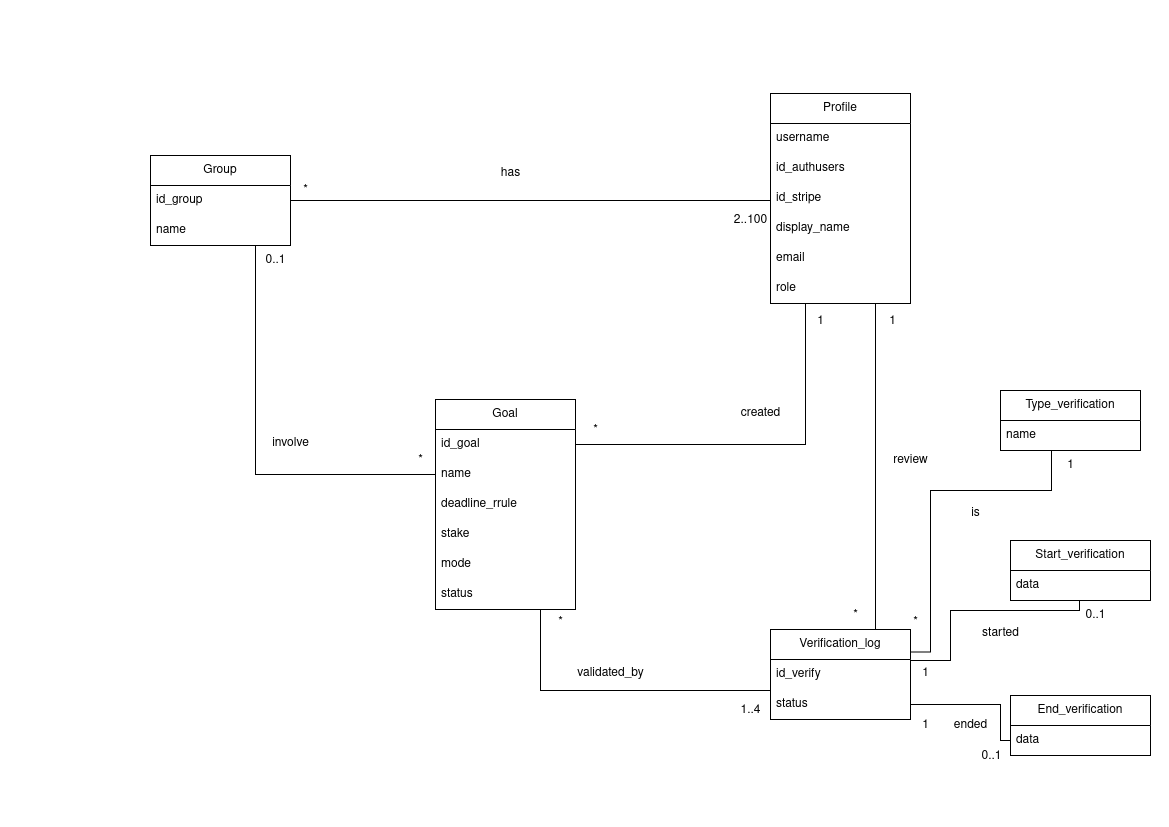 Profile
username
id_authusers
id_stripe
display_name
email
role
Group
id_group
name
*
has
2..100
0..1
1
1
Goal
id_goal
name
deadline_rrule
stake
mode
status
involve
*
*
created
review
Type_verification
name
1
is
Start_verification
data
0..1
started
*
*
*
validated_by
1..4
Verification_log
id_verify
status
1
1
ended
0..1
End_verification
data